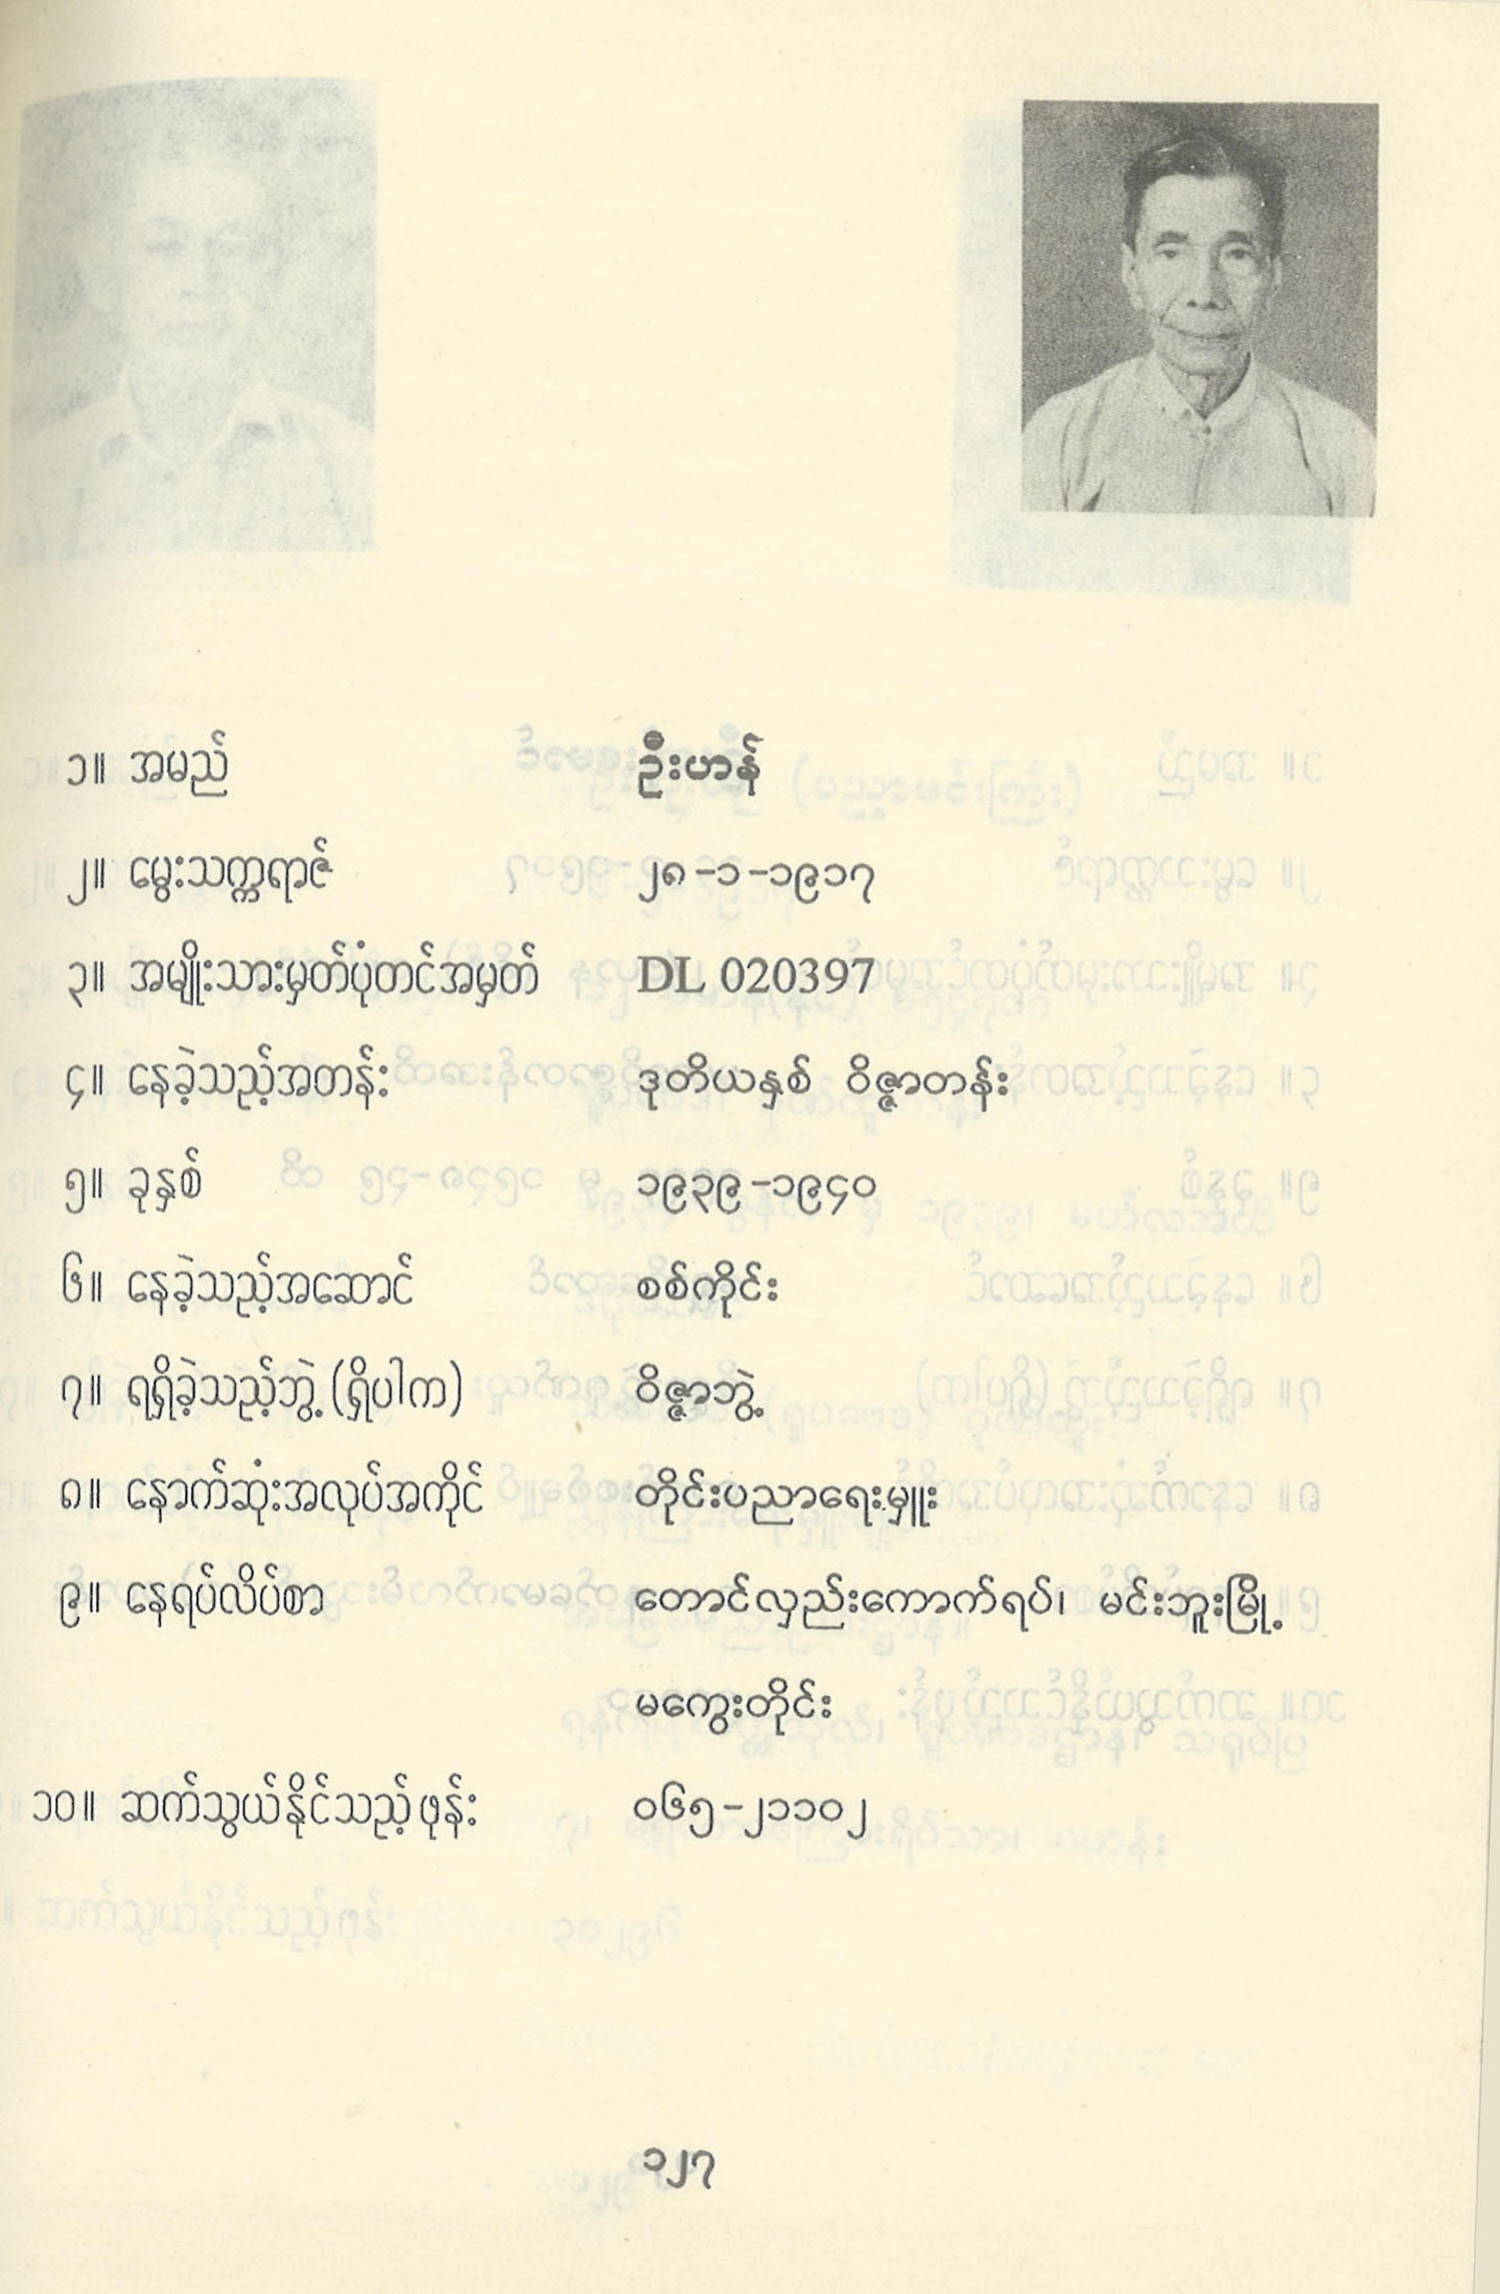 ၁။ အမည် ဦးဟန်
၂။ မွေးသက္ကရာဇ် ၂၈-၁-၁၉၁၇
၃။ အမျိုးသားမှတ်ပုံတင်အမှတ် DL 020397
၄။ နေခဲ့သည့်အတန်း ဒုတိယနှစ် ဝိဇ္ဇာတန်း
၅။ ခုနှစ် ၁၉၃၉-၁၉၄၀
၆။ နေခဲ့သည့်အဆောင် စစ်ကိုင်း
၇။ ရရှိခဲ့သည့်ဘွဲ့(ရှိပါက) ဝိဇ္ဇာဘွဲ့
၈။ နောက်ဆုံးအလုပ်အကိုင် တိုင်းပညာရေးမှူး
၉။ နေရပ်လိပ်စာ တောင်လှည်းကောက်ရပ်၊ မင်းဘူးမြို့
မကွေးတိုင်း
၁၀။ ဆက်သွယ်နိုင်သည့်ဖုန်း ၀၆၅-၂၁၁၀၂
၁၂၇